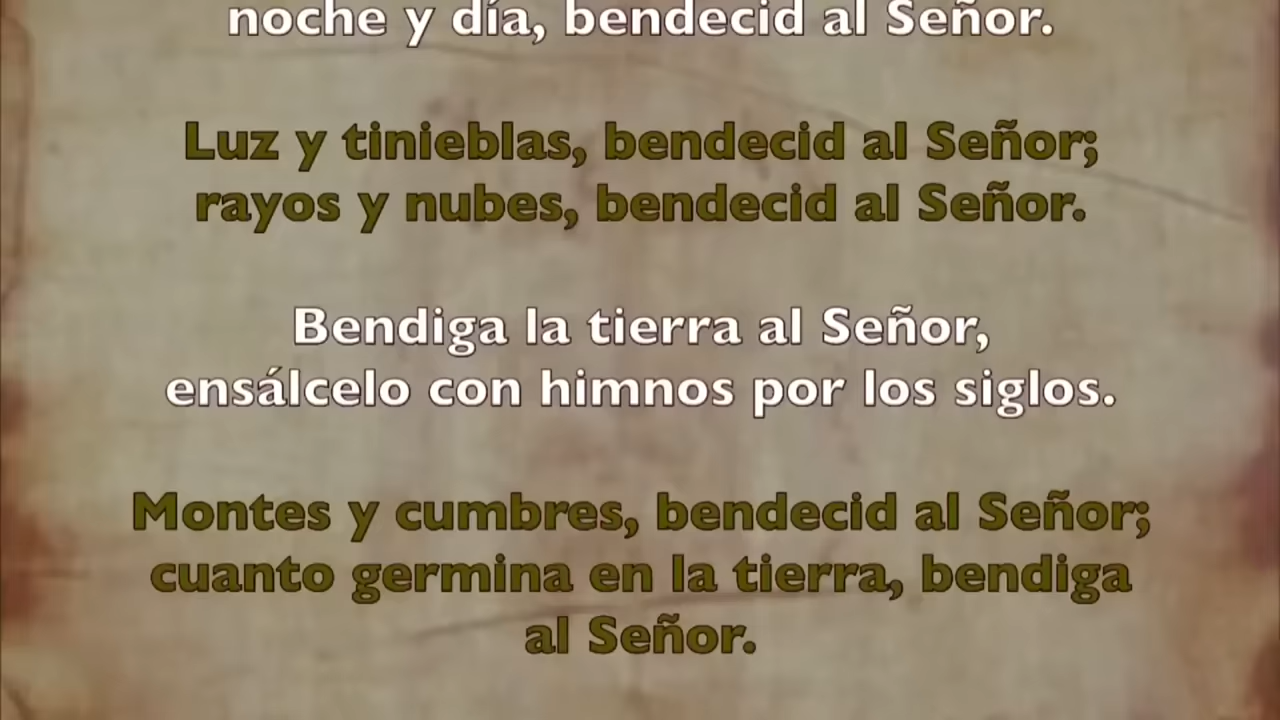 noche y día, bendecid al Señor.
Luz y tinieblas, bendecid al Señor;
rayos y nubes, bendecid al Señor.
Bendiga la tierra al Señor,
ensálcelo con himnos por los siglos.
Montes y cumbres, bendecid al Señor;
cuanto germina en la tierra, bendiga
al Señor.